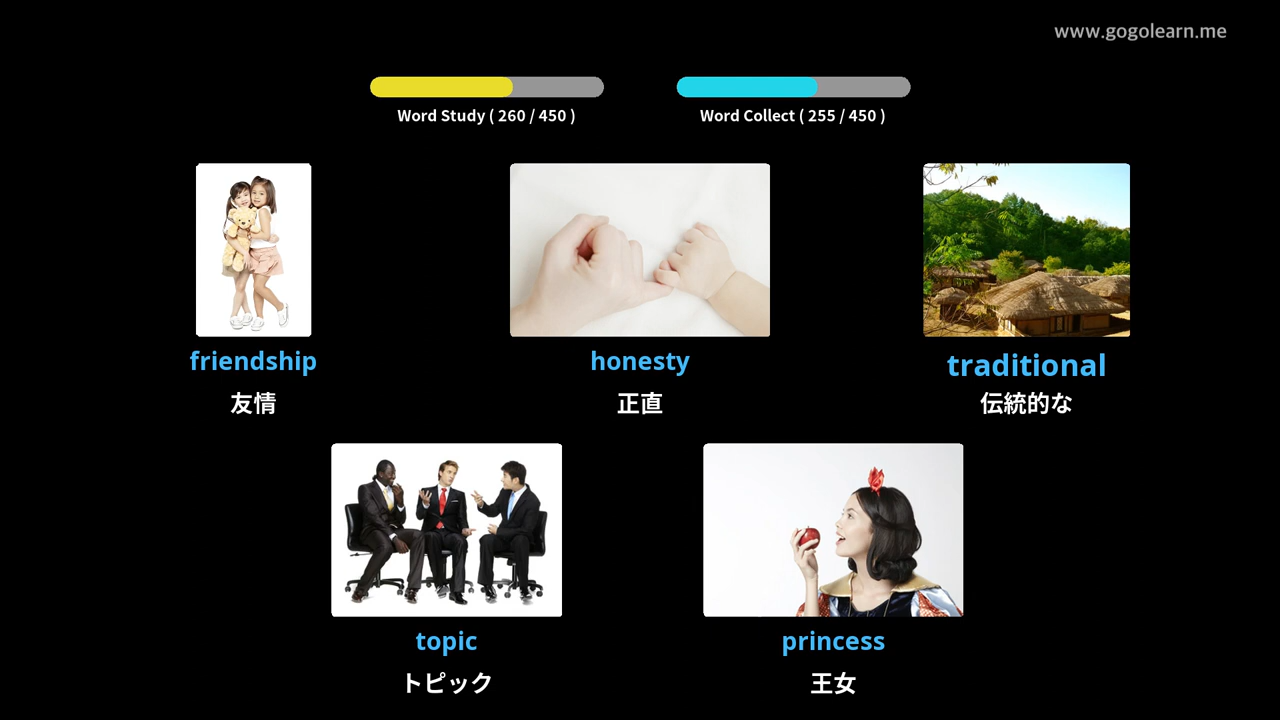 www.gogolearn.me
Word Study ( 260 / 450 )
Word Collect ( 255 / 450 )
friendship
友情
honesty
正直
traditional
伝統的な
topic
トピック
princess
王女